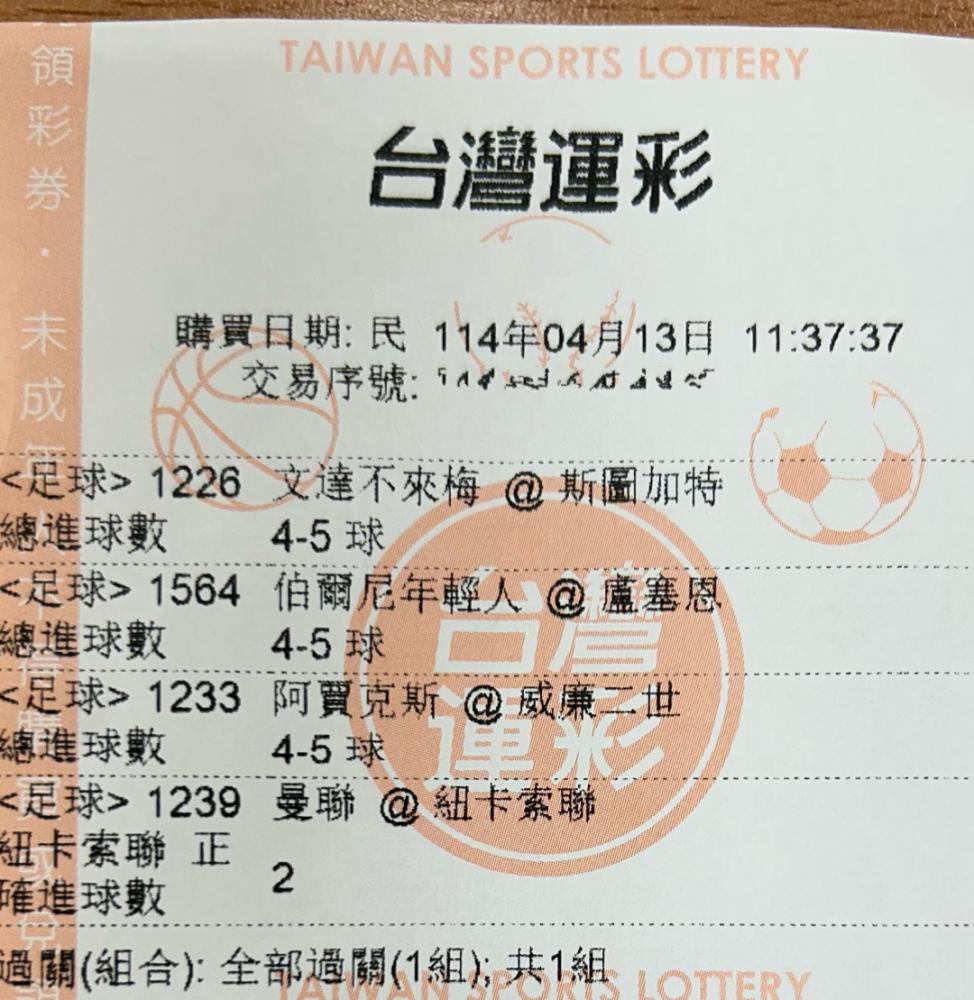 TAIWAN SPORTS LOTTERY
台灣運彩
購買日期: 民 114年04月13日 11:37:37
交易序號:
<足球> 1226 文達不來梅 @ 斯圖加特
總進球數 4-5 球
<足球> 1564 伯爾尼年輕人 @ 盧塞恩
總進球數 4-5 球
<足球> 1233 阿賈克斯 @ 威廉二世
總進球數 4-5 球
<足球> 1239 曼聯 @ 紐卡索聯
紐卡索聯 正
確進球數 2
過關(組合): 全部過關(1組); 共1組
TAIWAN SPORTS LOTTERY
台灣
運彩
領彩券．未成年